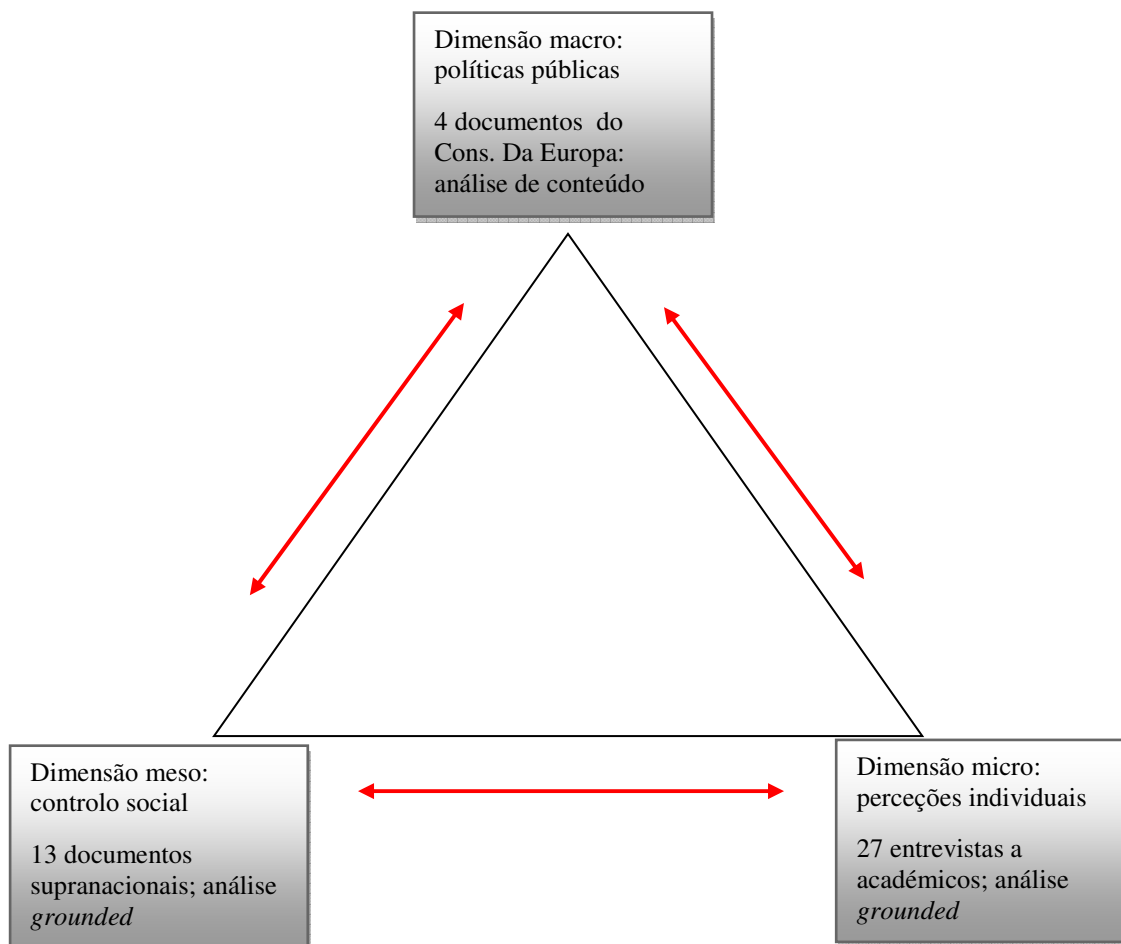 Dimensão macro:
políticas públicas
4 documentos do
Cons. Da Europa:
análise de conteúdo
Dimensão meso:
controlo social
13 documentos
supranacionais; análise
grounded
Dimensão micro:
perceções individuais
27 entrevistas a
académicos; análise
grounded